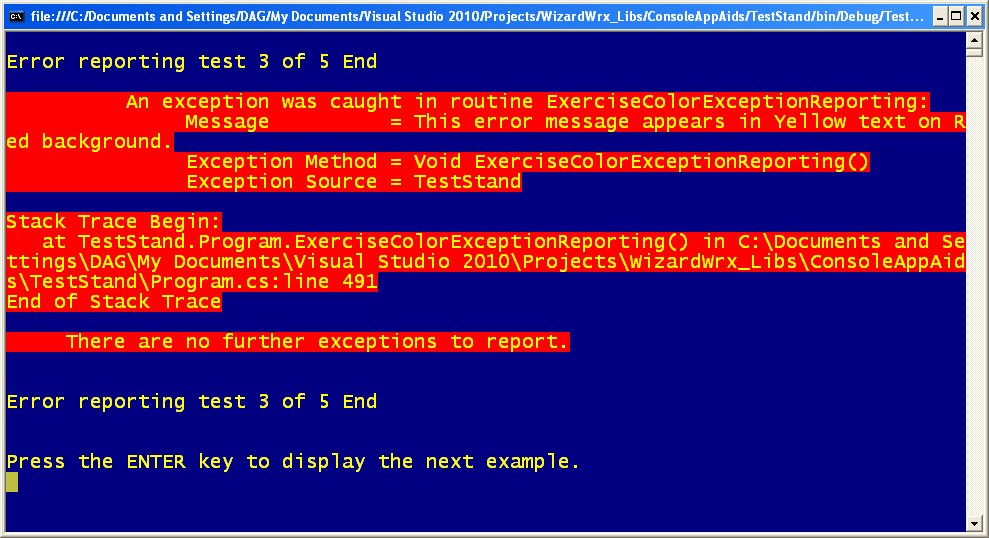 file:///C:/Documents and Settings/DAG/My Documents/Visual Studio 2010/Projects/WizardWrx_Libs/ConsoleAppAids/TestStand/bin/Debug/Test...
Error reporting test 3 of 5 End
An exception was caught in routine ExerciseColorExceptionReporting:
Message = This error message appears in Yellow text on R
ed background.
Exception Method = Void ExerciseColorExceptionReporting()
Exception Source = TestStand
Stack Trace Begin:
at TestStand.Program.ExerciseColorExceptionReporting() in C:\Documents and Se
ttings\DAG\My Documents\Visual Studio 2010\Projects\WizardWrx_Libs\ConsoleAppAid
s\TestStand\Program.cs:line 491
End of Stack Trace
There are no further exceptions to report.
Error reporting test 3 of 5 End
Press the ENTER key to display the next example.